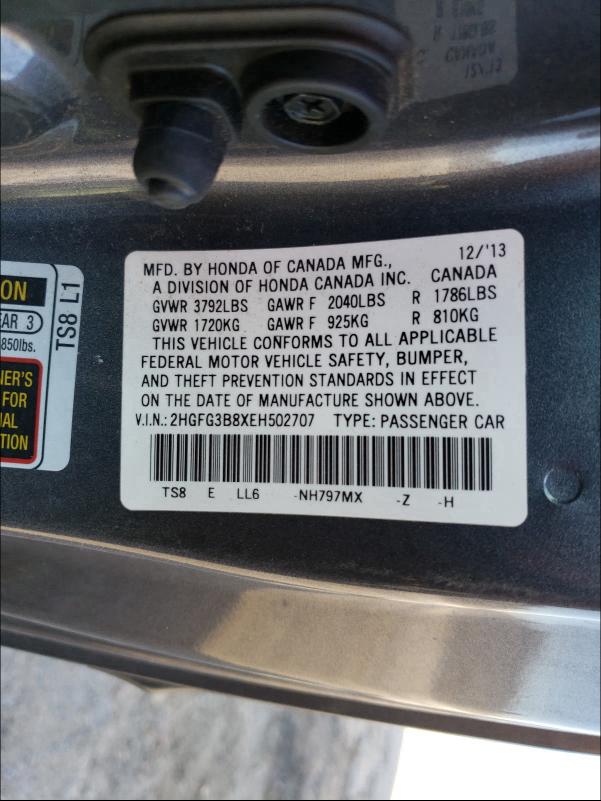 12/'13
MFD. BY HONDA OF CANADA MFG.,
A DIVISION OF HONDA CANADA INC. CANADA
GVWR 3792LBS GAWR F 2040LBS R 1786LBS
GVWR 1720KG GAWR F 925KG R 810KG
THIS VEHICLE CONFORMS TO ALL APPLICABLE
FEDERAL MOTOR VEHICLE SAFETY, BUMPER,
AND THEFT PREVENTION STANDARDS IN EFFECT
ON THE DATE OF MANUFACTURE SHOWN ABOVE.
V.I.N.: 2HGFG3B8XEH502707 TYPE: PASSENGER CAR
TS8 E LL6 -NH797MX -Z -H
ON
EAR 3
850lbs.
NER'S
FOR
IAL
TION
TS8 L1